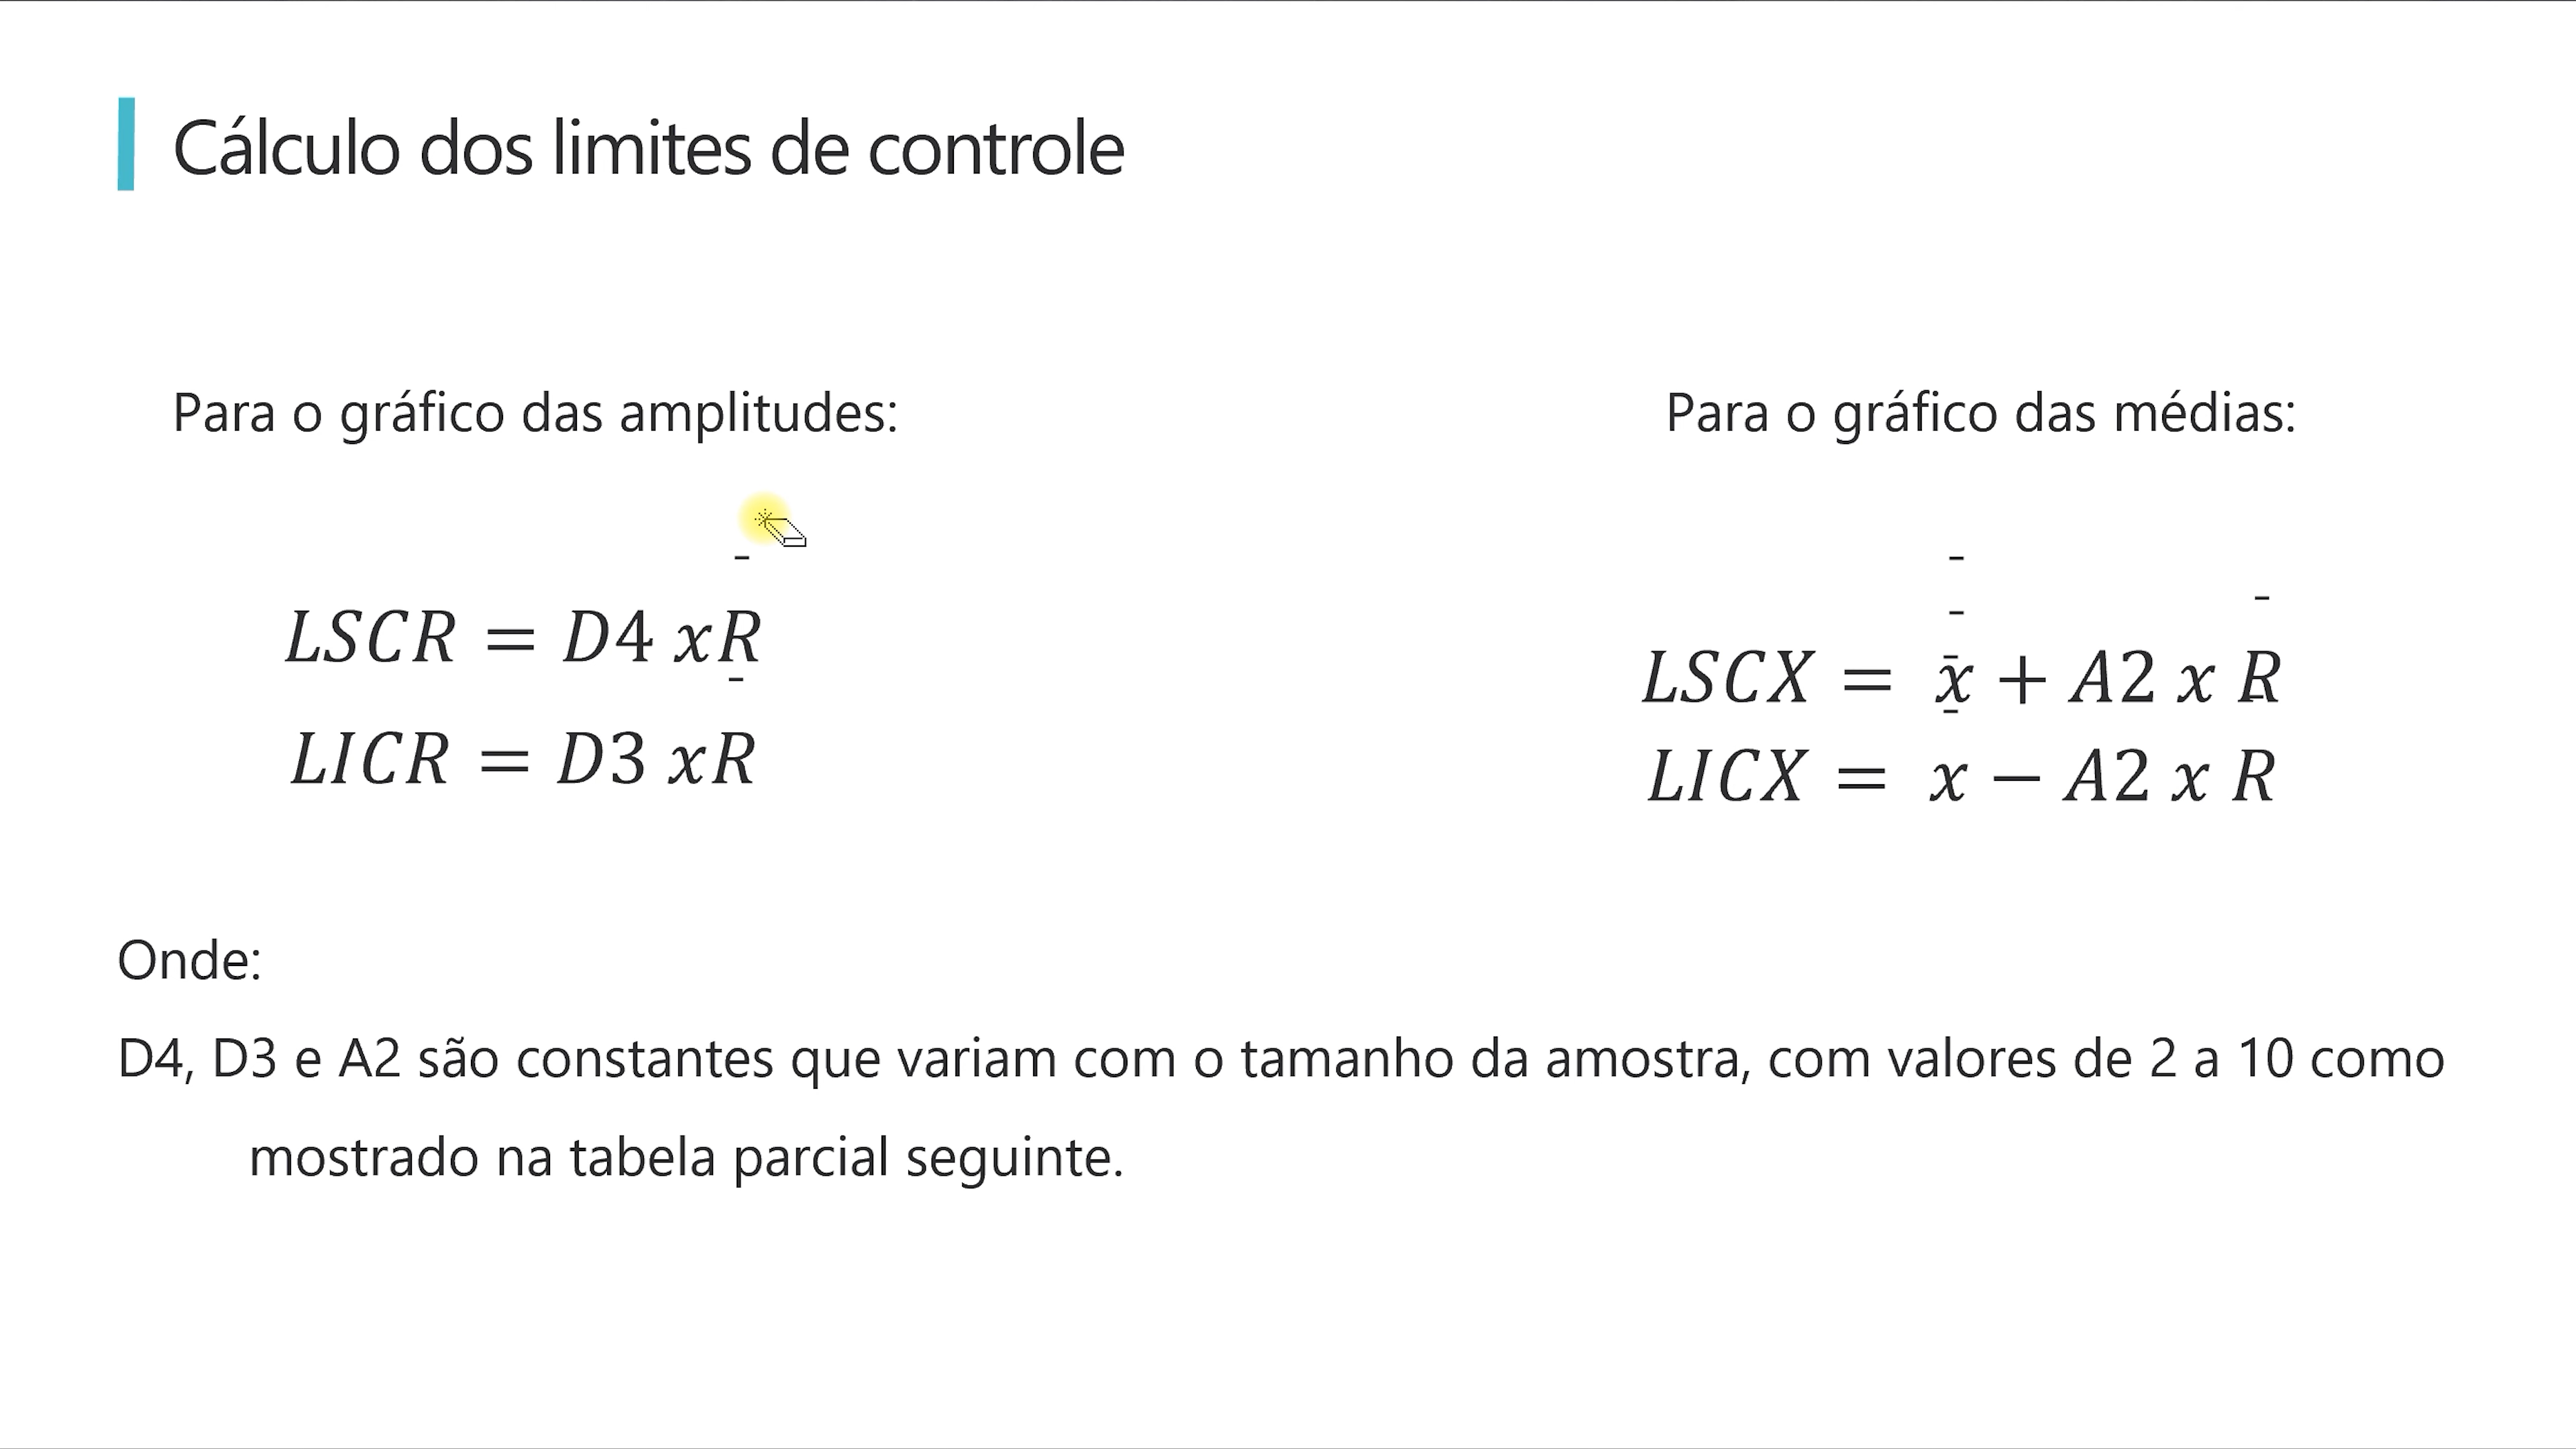 Cálculo dos limites de controle
Para o gráfico das amplitudes:
LSCR = D4 xR̄
LICR = D3 xR̄
Para o gráfico das médias:
LSCX = x̿ + A2 x R̄
LICX = x̿ − A2 x R̄
Onde:
D4, D3 e A2 são constantes que variam com o tamanho da amostra, com valores de 2 a 10 como
mostrado na tabela parcial seguinte.